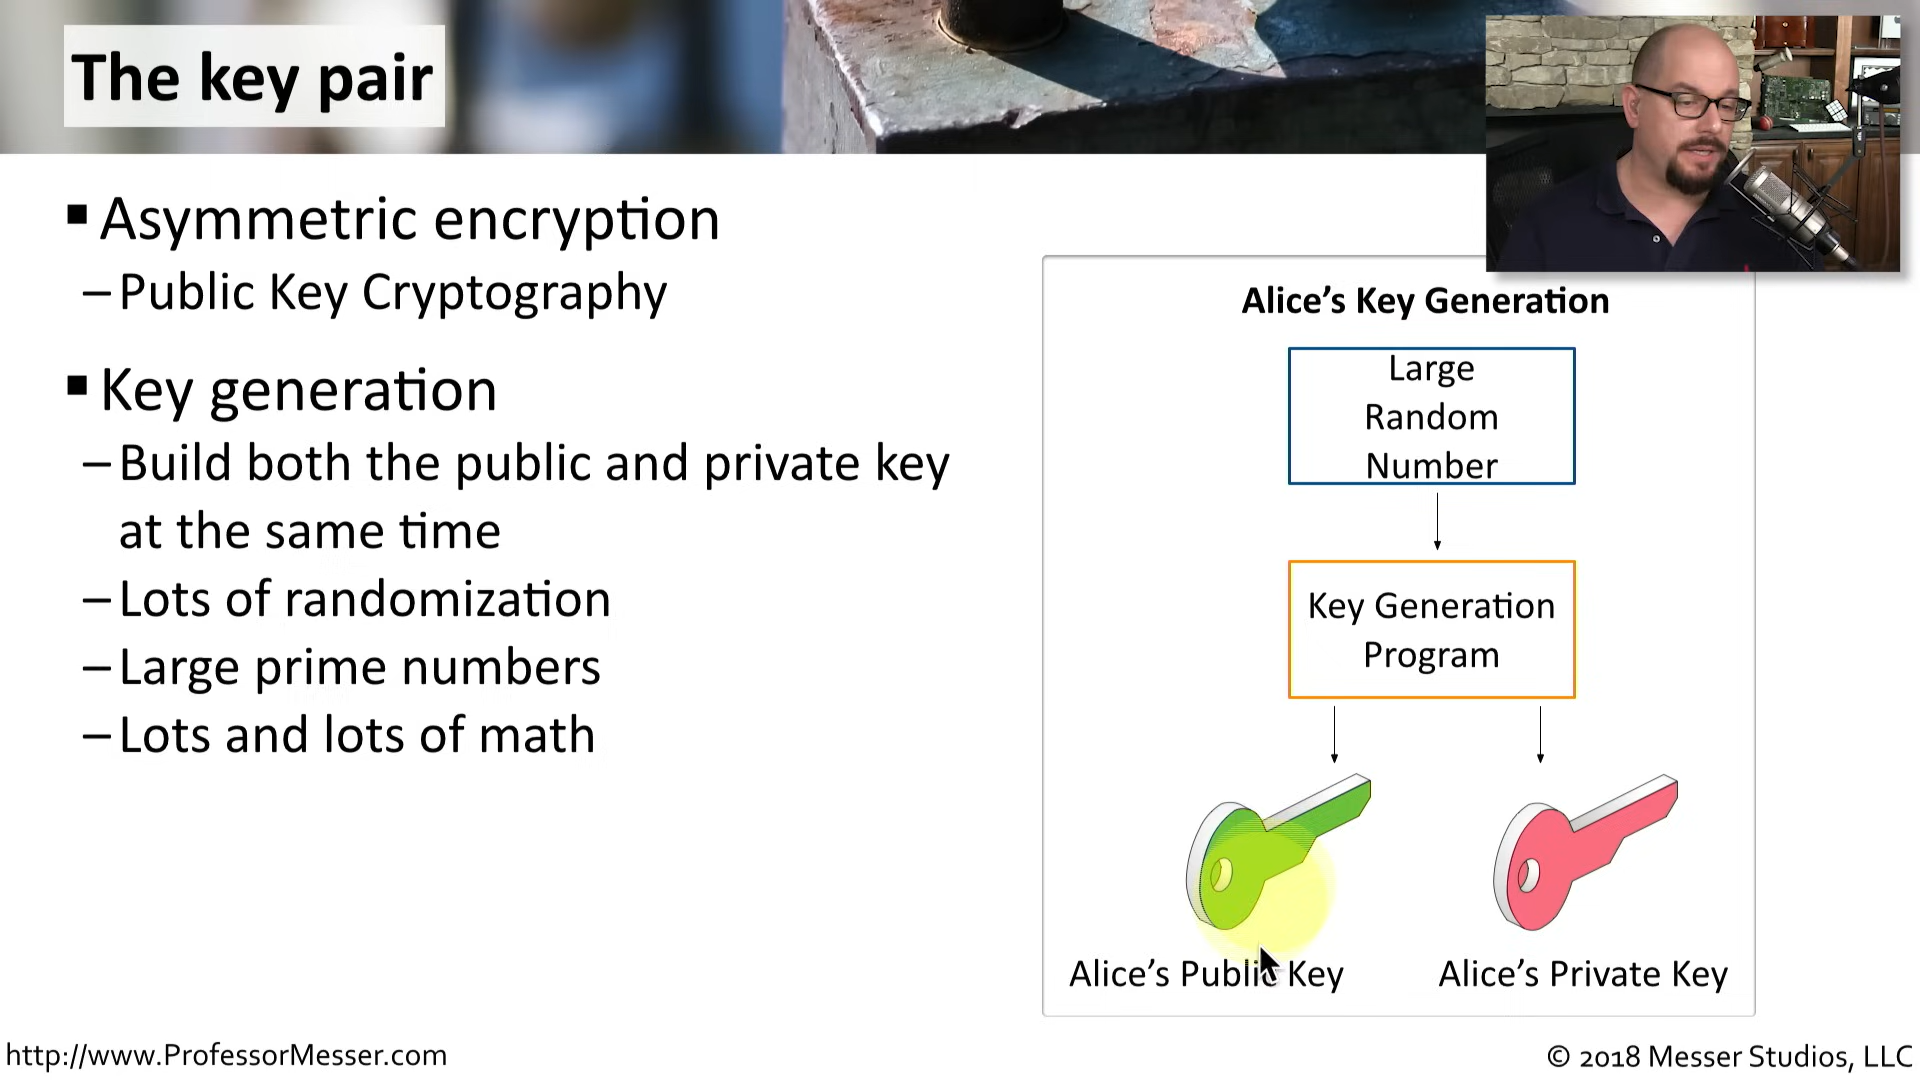 The key pair
▪ Asymmetric encryption
– Public Key Cryptography
▪ Key generation
– Build both the public and private key
at the same time
– Lots of randomization
– Large prime numbers
– Lots and lots of math
Alice’s Key Generation
Large
Random
Number
Key Generation
Program
Alice’s Public Key
Alice’s Private Key
http://www.ProfessorMesser.com
© 2018 Messer Studios, LLC